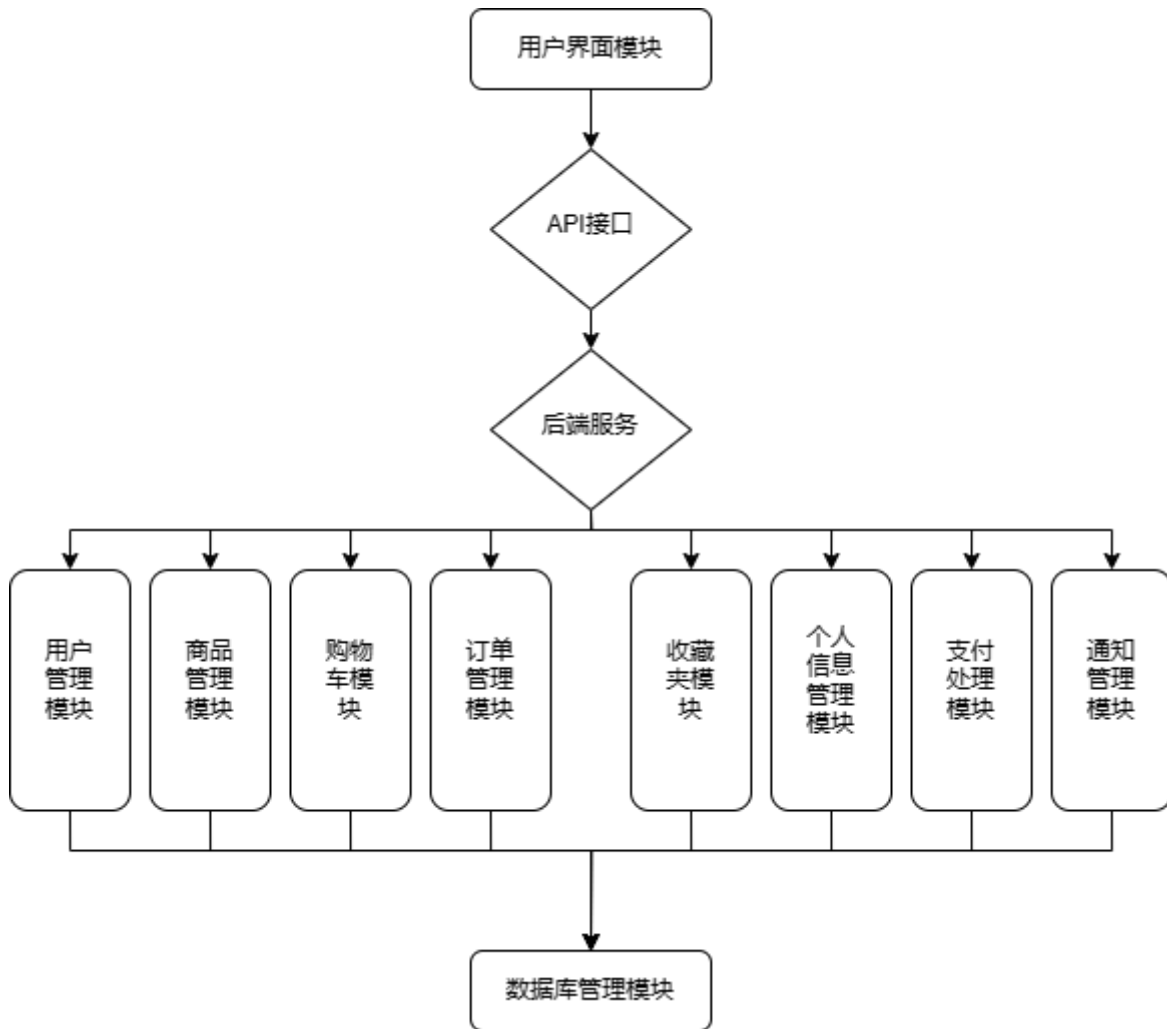 用户界面模块
API接口
后端服务
用户
管理
模块
商品
管理
模块
购物
车模
块
订单
管理
模块
收藏
夹模
块
个人
信息
管理
模块
支付
处理
模块
通知
管理
模块
数据库管理模块